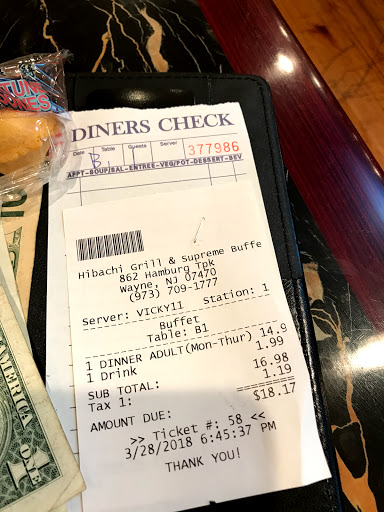 DINERS CHECK
Date Table Guests Server
B 377986
APPT-SOUP/SAL-ENTREE-VEG/POT-DESSERT-BEV
Hibachi Grill & Supreme Buffe
862 Hamburg Tpk
Wayne, NJ 07470
(973) 709-1777
Server: VICKY11 Station: 1
Buffet
Table: B1
1 DINNER ADULT(Mon-Thur) 14.9
1 Drink 1.99
SUB TOTAL: 16.98
Tax 1: 1.19
AMOUNT DUE: $18.17
>> Ticket #: 58 <<
3/28/2018 6:45:37 PM
THANK YOU!
AMERICA
ONE
1